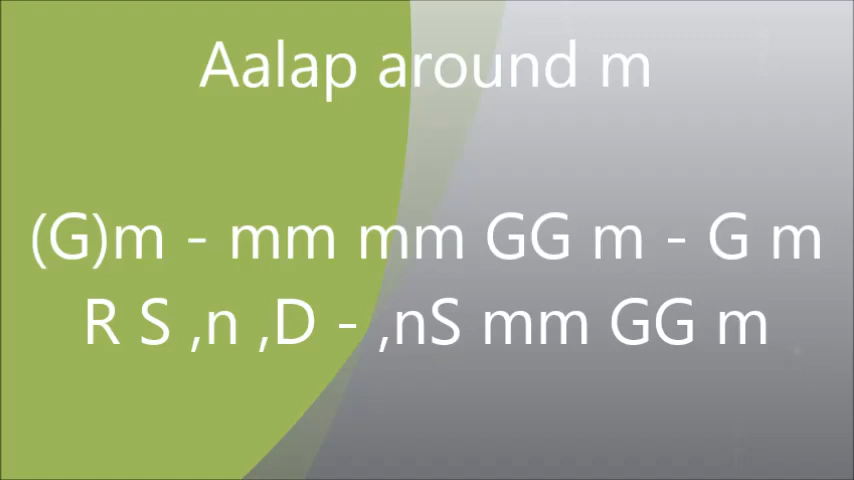 Aalap around m
(G)m - mm mm GG m - G m
R S ,n ,D - ,nS mm GG m